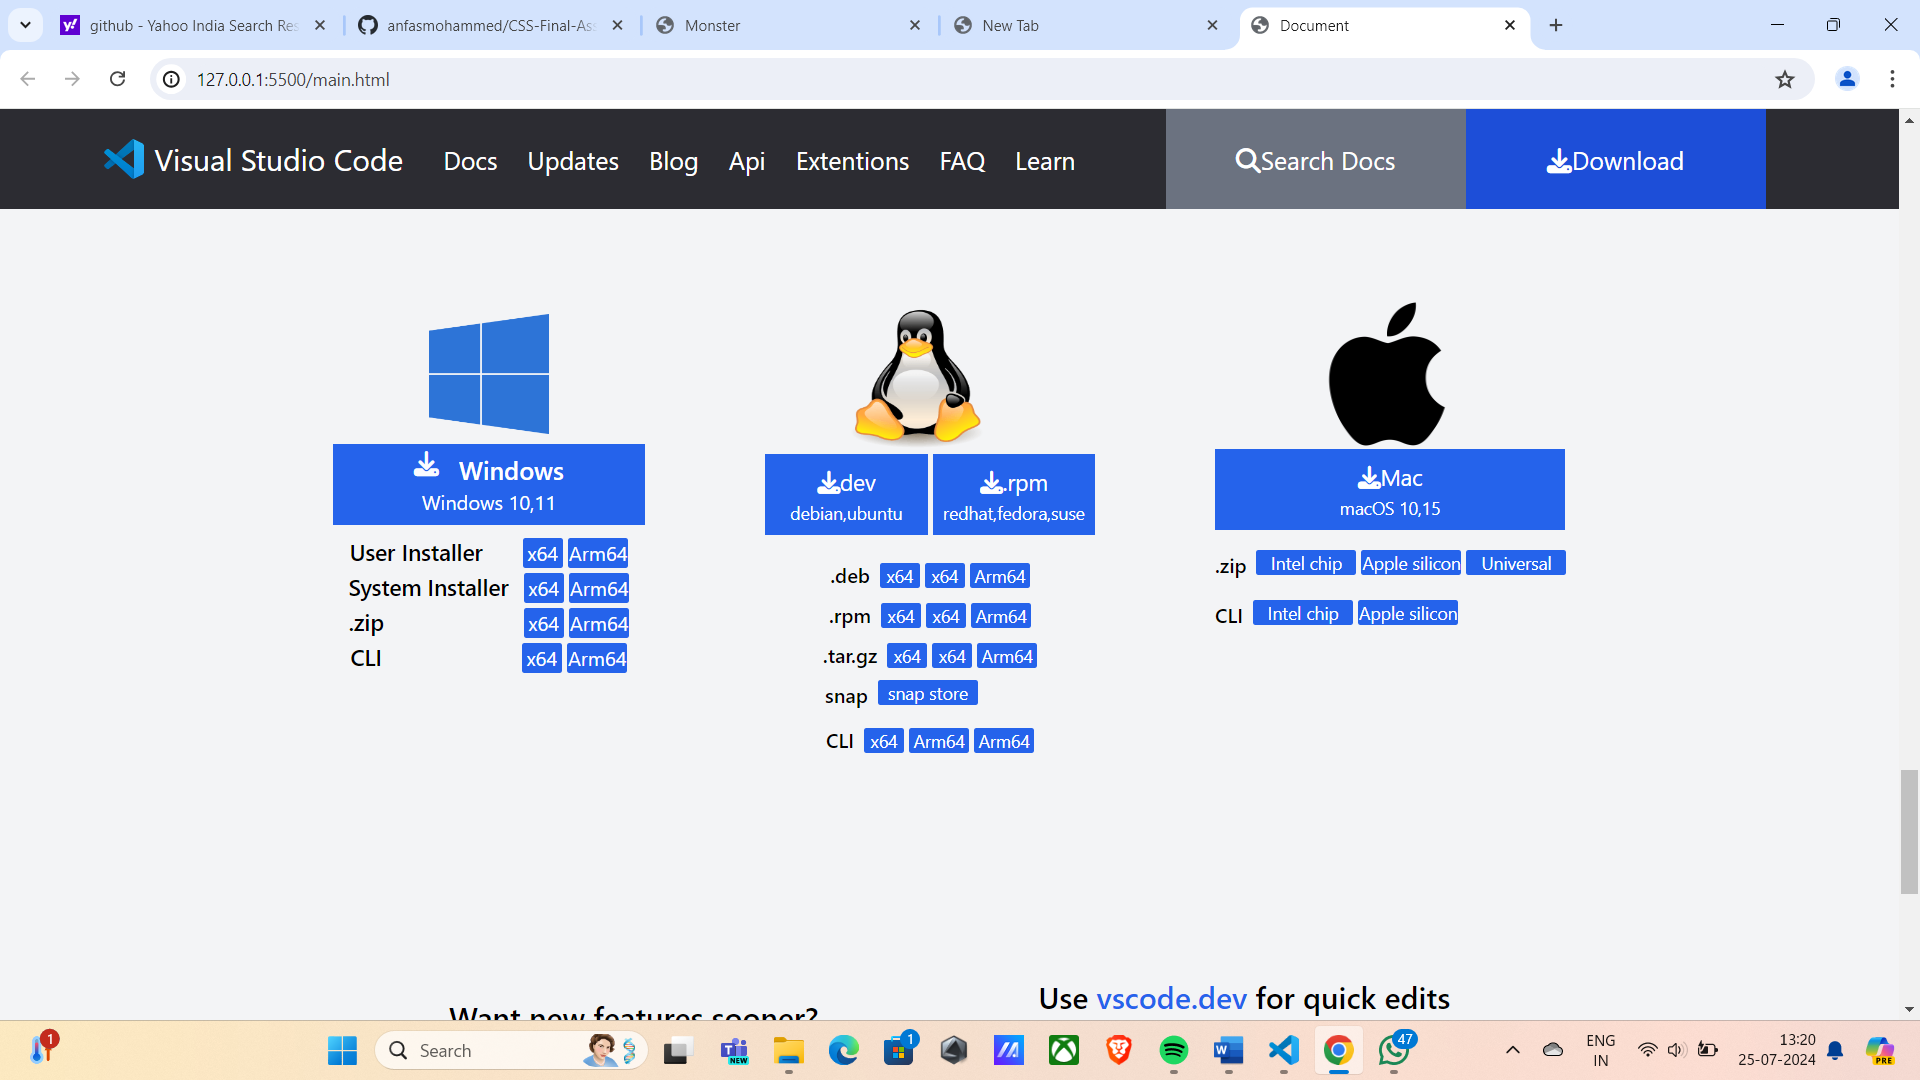 github - Yahoo India Search Res
anfasmohammed/CSS-Final-Ass
Monster
New Tab
Document
127.0.0.1:5500/main.html
Visual Studio Code
Docs
Updates
Blog
Api
Extentions
FAQ
Learn
Search Docs
Download
Windows
Windows 10,11
User Installer x64 Arm64
System Installer x64 Arm64
.zip x64 Arm64
CLI x64 Arm64
dev
debian,ubuntu
.rpm
redhat,fedora,suse
.deb x64 x64 Arm64
.rpm x64 x64 Arm64
.tar.gz x64 x64 Arm64
snap snap store
CLI x64 Arm64 Arm64
Mac
macOS 10,15
.zip Intel chip Apple silicon Universal
CLI Intel chip Apple silicon
Want new features sooner?
Use vscode.dev for quick edits
1
Search
NEW
1
47
ENG
IN
13:20
25-07-2024
PRE